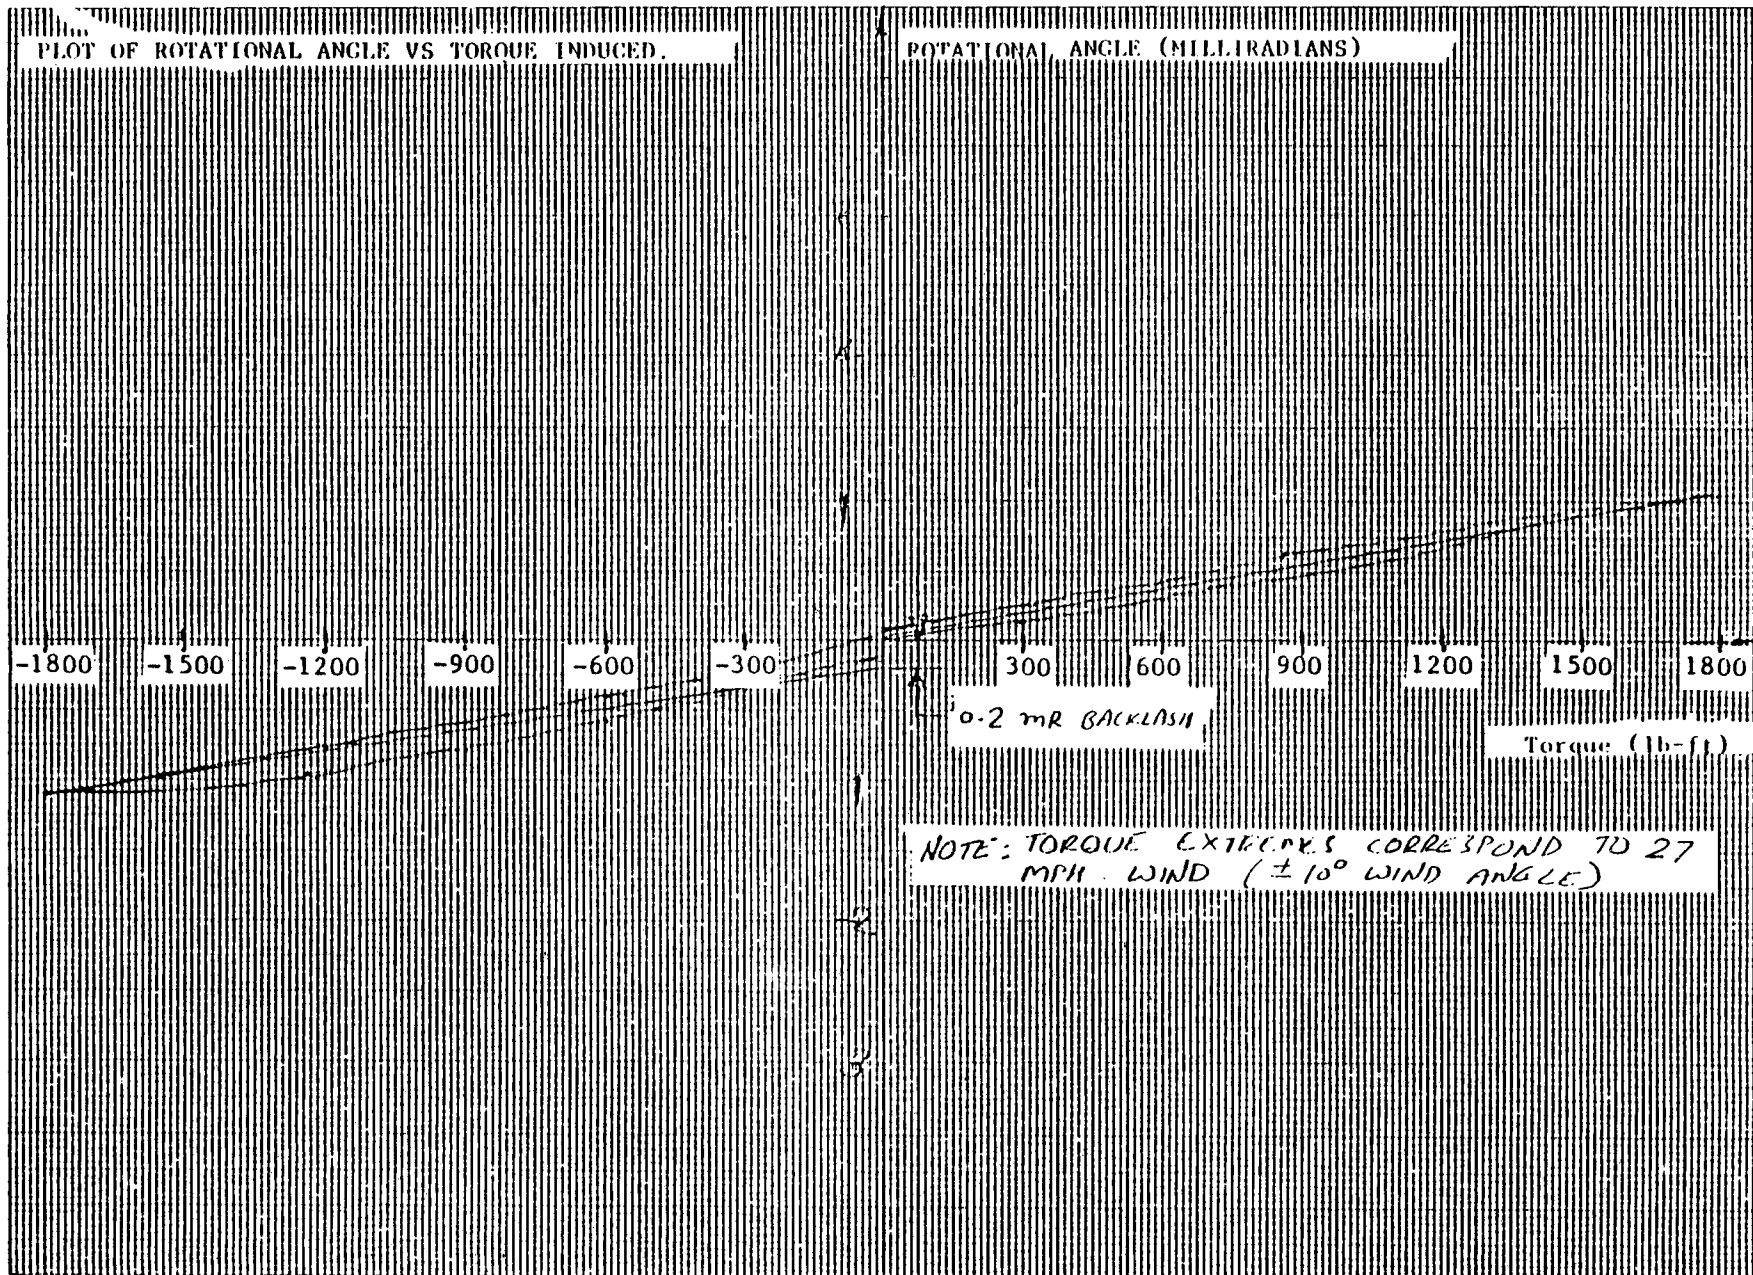 PLOT OF ROTATIONAL ANGLE VS TORQUE INDUCED.
ROTATIONAL ANGLE (MILLIRADIANS)
1
-1800 -1500 -1200 -900 -600 -300 300 600 900 1200 1500 1800
0.2 MR BACKLASH
Torque (lb-ft)
NOTE: TORQUE EXTREMES CORRESPOND TO 27
MPH. WIND (± 10° WIND ANGLE)